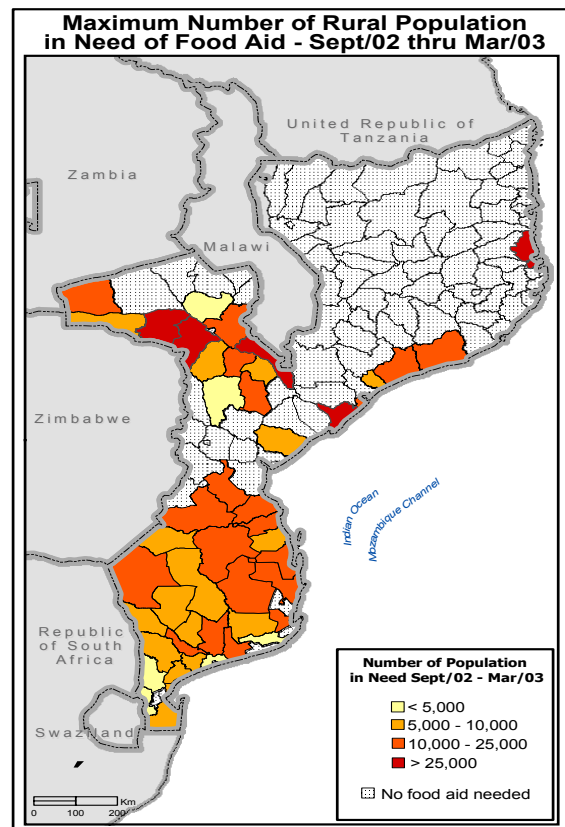 Maximum Number of Rural Population
in Need of Food Aid - Sept/02 thru Mar/03
United Republic of
Tanzania
Zambia
Malawi
Zimbabwe
Indian Ocean
Mozambique Channel
Republic
of South
Africa
Swaziland
Number of Population
in Need Sept/02 - Mar/03
< 5,000
5,000 - 10,000
10,000 - 25,000
> 25,000
No food aid needed
0 100 200 Km